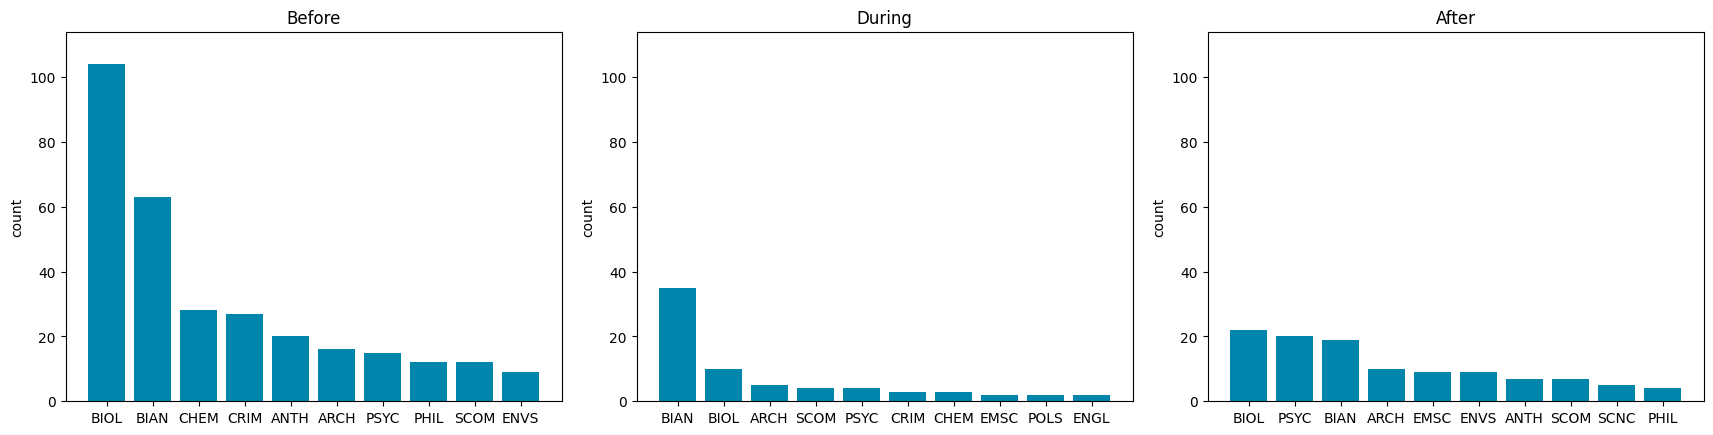 Before
count
100
80
60
40
20
0
BIOL BIAN CHEM CRIM ANTH ARCH PSYC PHIL SCOM ENVS
During
count
100
80
60
40
20
0
BIAN BIOL ARCH SCOM PSYC CRIM CHEM EMSC POLS ENGL
After
count
100
80
60
40
20
0
BIOL PSYC BIAN ARCH EMSC ENVS ANTH SCOM SCNC PHIL